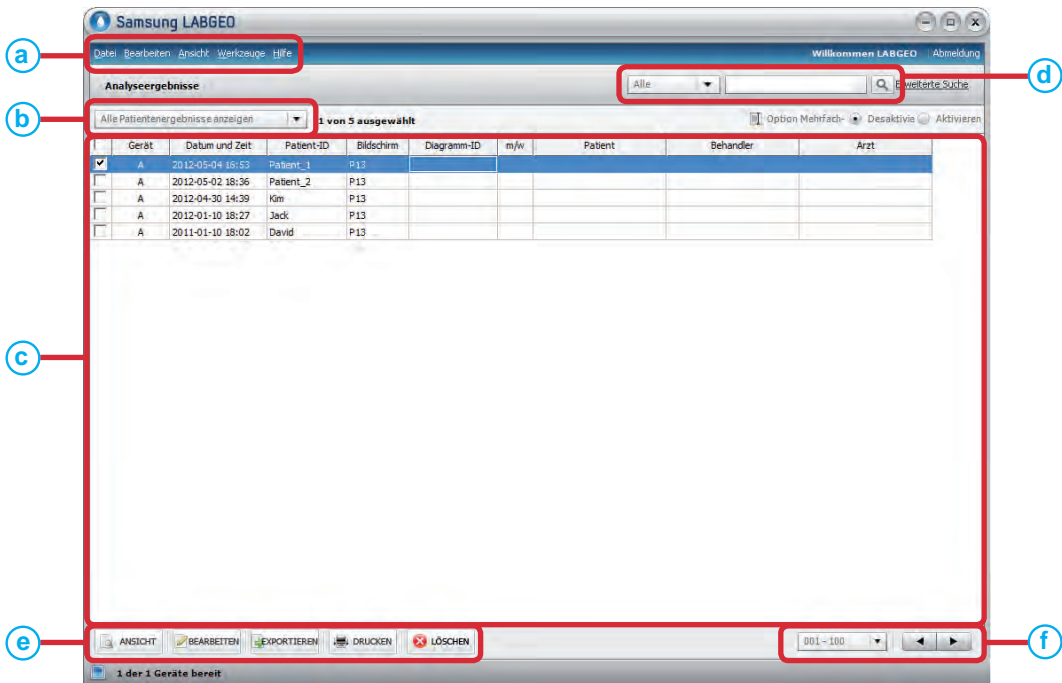 Samsung LABGEO
a
Datei Bearbeiten Ansicht Werkzeuge Hilfe
Willkommen LABGEO | Abmeldung
Analyseergebnisse
Alle
Erweiterte Suche
d
b
Alle Patientenergebnisse anzeigen
1 von 5 ausgewählt
Option Mehrfach- Desaktivie Aktivieren
Gerät Datum und Zeit Patient-ID Bildschirm Diagramm-ID m/w Patient Behandler Arzt
A 2012-05-04 16:53 Patient_1 P13
A 2012-05-02 18:36 Patient_2 P13
A 2012-04-30 14:39 Kim P13
A 2012-01-10 18:27 Jack P13
A 2011-01-10 18:02 David P13
c
e
ANSICHT BEARBEITEN EXPORTIEREN DRUCKEN LÖSCHEN
001 - 100
f
1 der 1 Geräte bereit